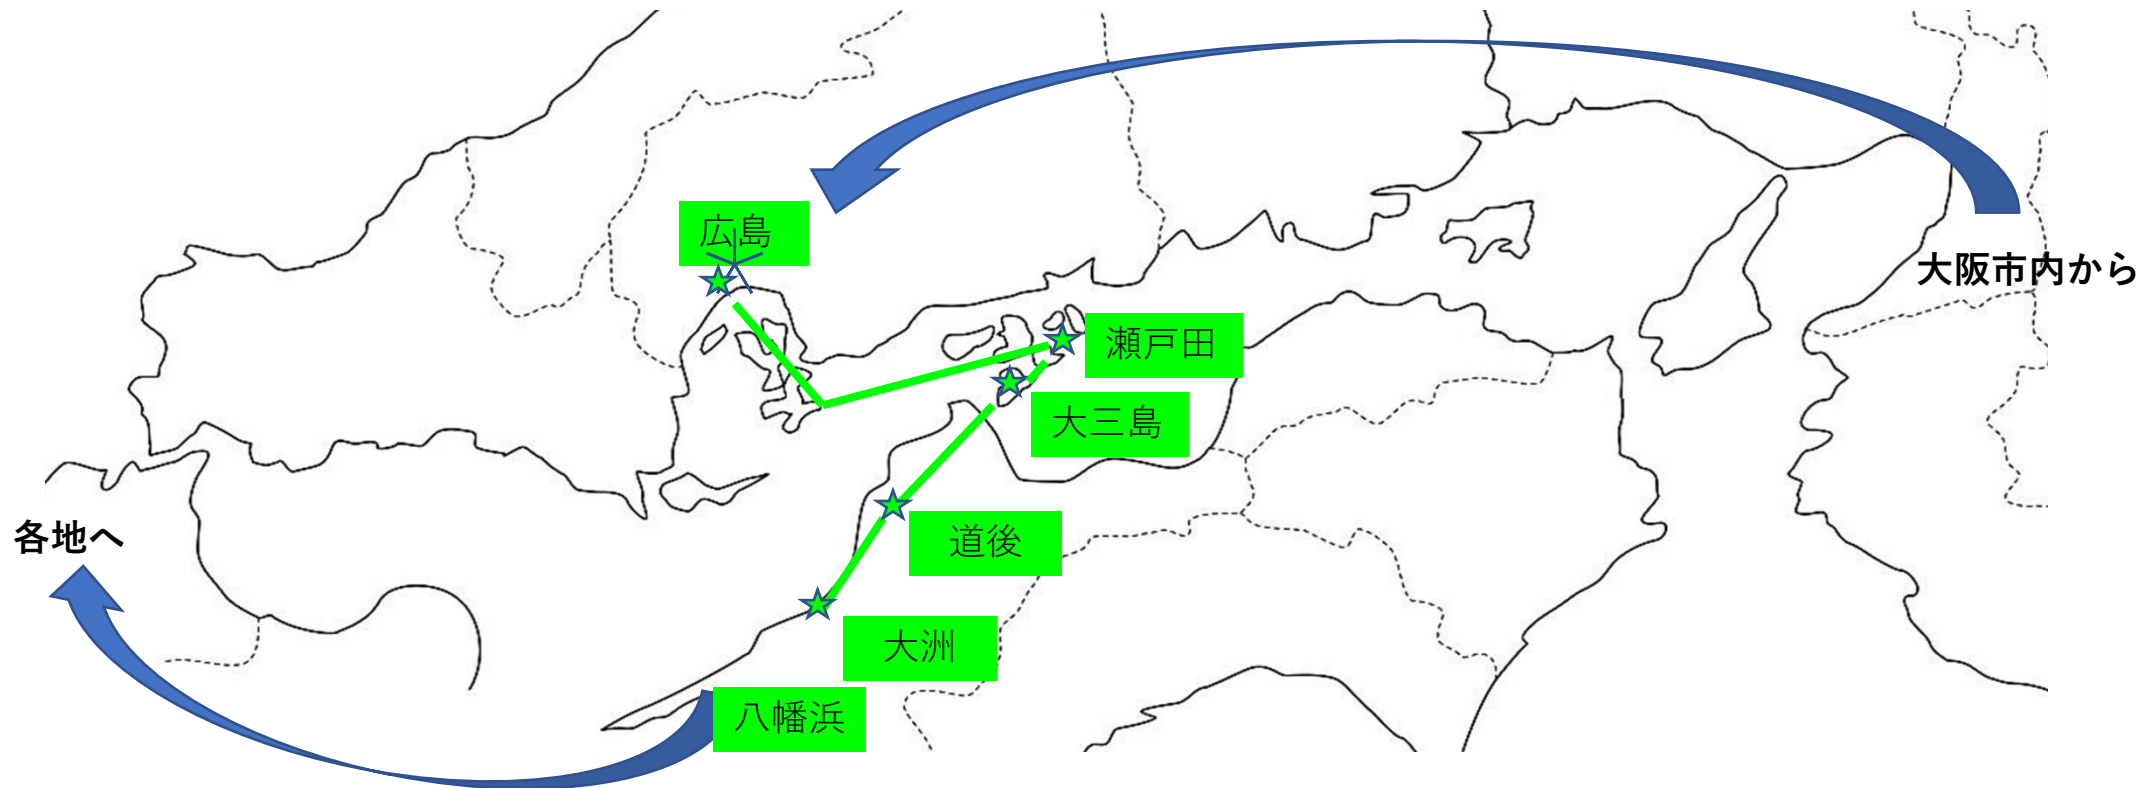 広島
大阪市内から
瀬戸田
大三島
各地へ
道後
大洲
八幡浜